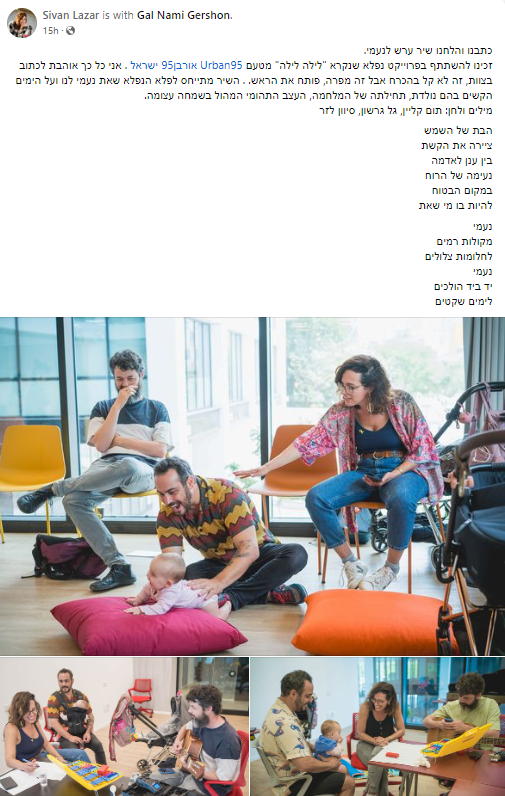 Sivan Lazar is with Gal Nami Gershon.
15h ·
כתבנו והלחנו שיר ערש לנעמי.
זכינו להשתתף בפרוייקט נפלא שנקרא "לילה לילה" מטעם Urban95 אורבן95 ישראל . אני כל כך אוהבת לכתוב
בצוות, זה לא קל בהכרח אבל זה מפרה, פותח את הראש. . השיר מתייחס לפלא הנפלא שאת נעמי לנו ועל הימים
הקשים בהם נולדת, תחילתה של המלחמה, העצב התהומי המהול בשמחה עצומה.
מילים ולחן: תום קליין, גל גרשון, סיוון לזר
הבת של השמש
ציירה את הקשת
בין ענן לאדמה
נעימה של הרוח
במקום הבטוח
להיות בו מי שאת
נעמי
מקולות רמים
לחלומות צלולים
נעמי
יד ביד הולכים
לימים שקטים